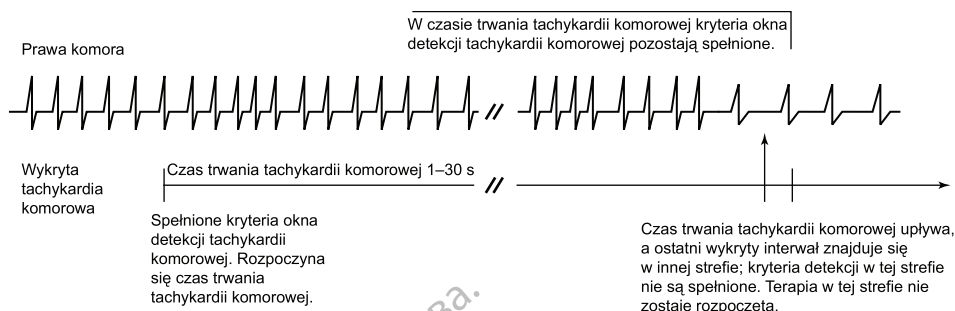 W czasie trwania tachykardii komorowej kryteria okna
detekcji tachykardii komorowej pozostają spełnione.
Prawa komora
Wykryta
tachykardia
komorowa
Czas trwania tachykardii komorowej 1–30 s
Spełnione kryteria okna
detekcji tachykardii
komorowej. Rozpoczyna
się czas trwania
tachykardii komorowej.
Czas trwania tachykardii komorowej upływa,
a ostatni wykryty interwał znajduje się
w innej strefie; kryteria detekcji w tej strefie
nie są spełnione. Terapia w tej strefie nie
zostaje rozpoczęta.